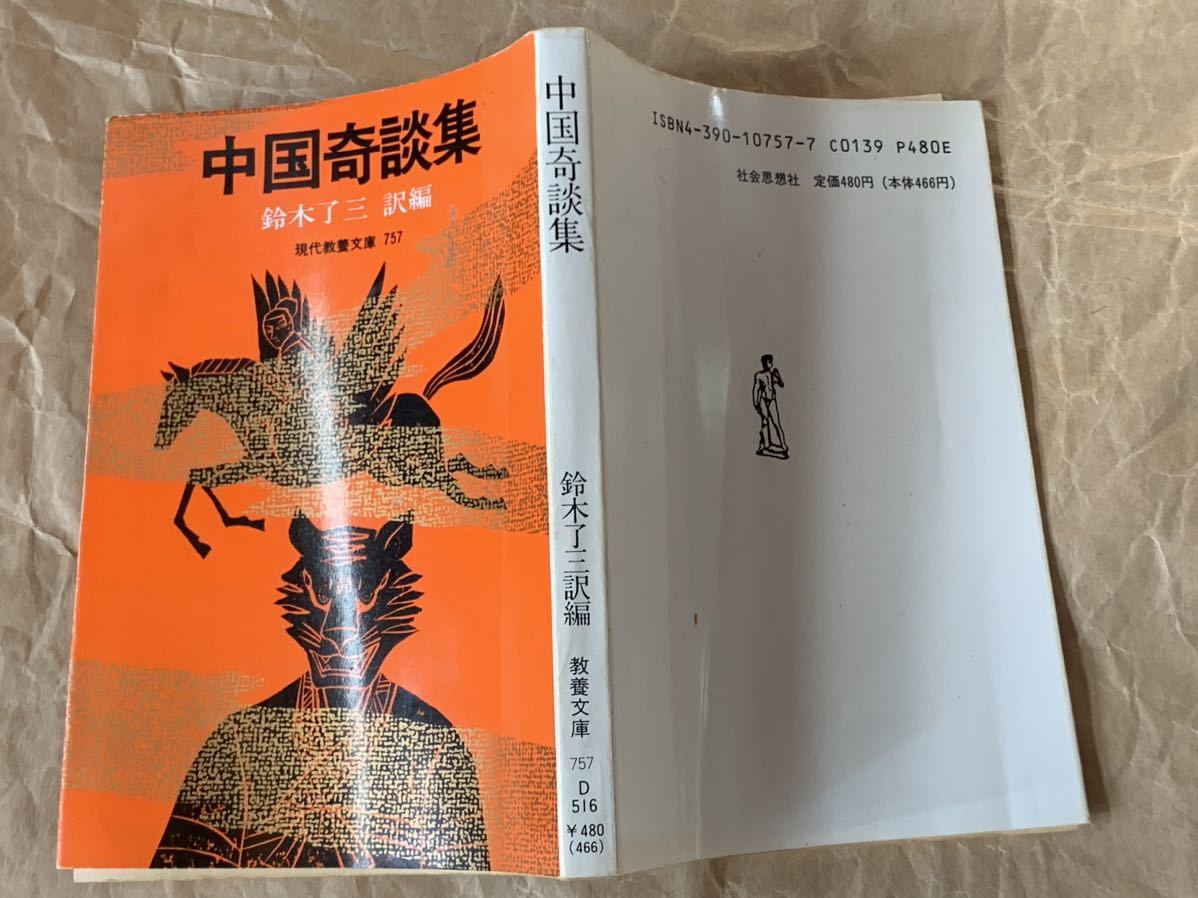 中国奇談集
鈴木了三 訳編
現代教養文庫 757
中国奇談集
鈴木了三訳編
教養文庫
757
D
516
￥480
(466)
ISBN4-390-10757-7 C0139 P480E
社会思想社 定価480円(本体466円)